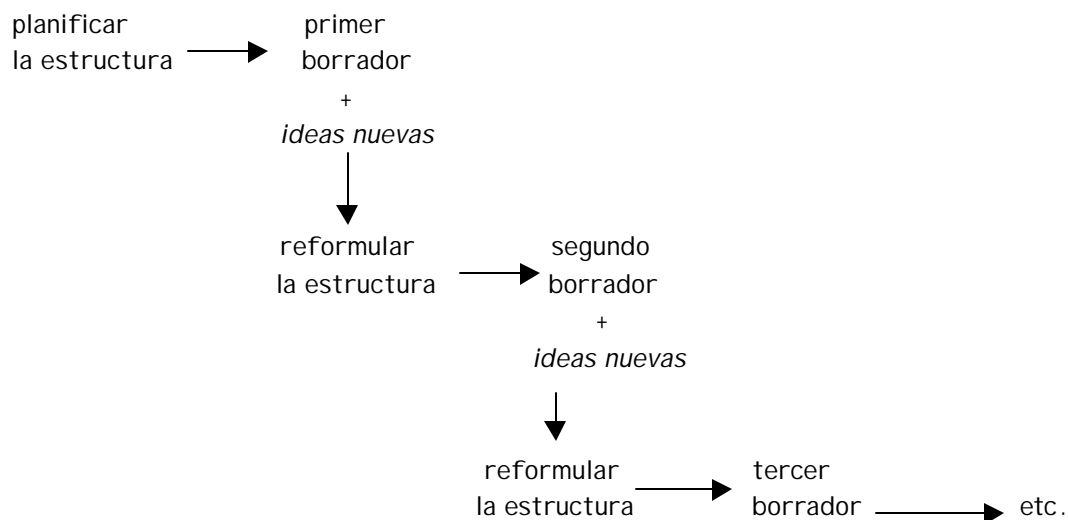 planificar
la estructura
primer
borrador
+
ideas nuevas
reformular
la estructura
segundo
borrador
+
ideas nuevas
reformular
la estructura
tercer
borrador
etc.